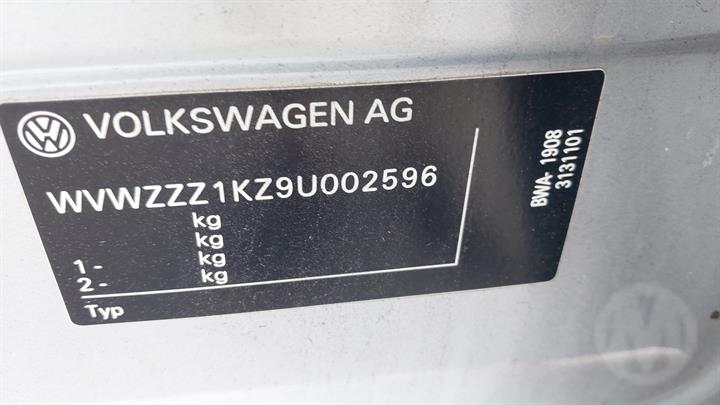 VOLKSWAGEN AG
WVWZZZ1KZ9U002596
kg
kg
1- kg
2- kg
Typ
BWA- 1908
3131101